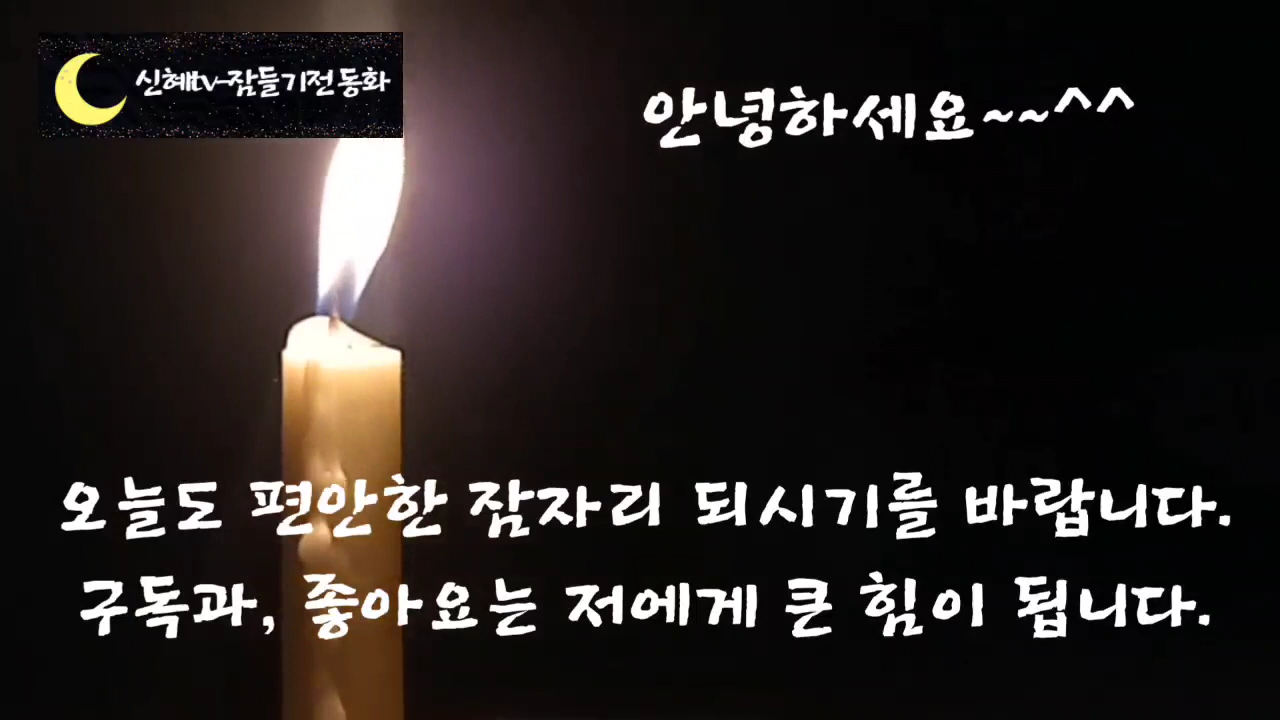 신혜tv-잠들기전 동화
안녕하세요~~^^
오늘도 편안한 잠자리 되시기를 바랍니다.
구독과, 좋아요는 저에게 큰 힘이 됩니다.